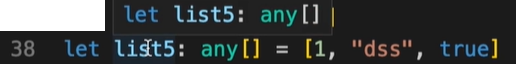 let list5: any[]
38 let list5: any[] = [1, "dss", true]